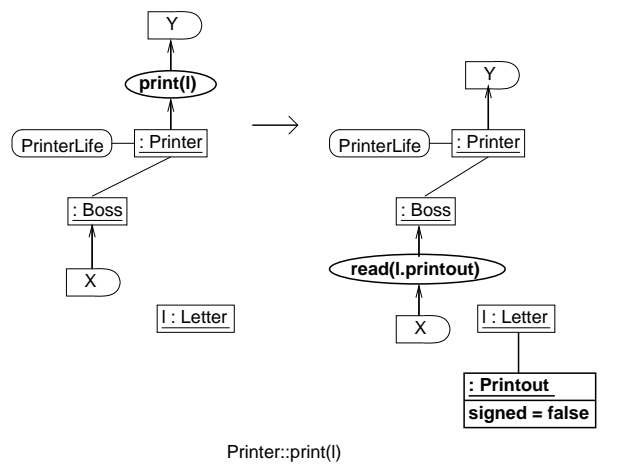 Y
print(l)
PrinterLife
: Printer
: Boss
X
l : Letter
Y
PrinterLife
: Printer
: Boss
read(l.printout)
X
l : Letter
: Printout
signed = false
Printer::print(l)